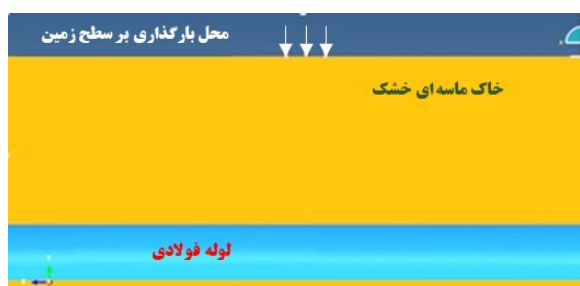 محل بارگذاری بر سطح زمین
خاک ماسه ای خشک
لوله فولادی